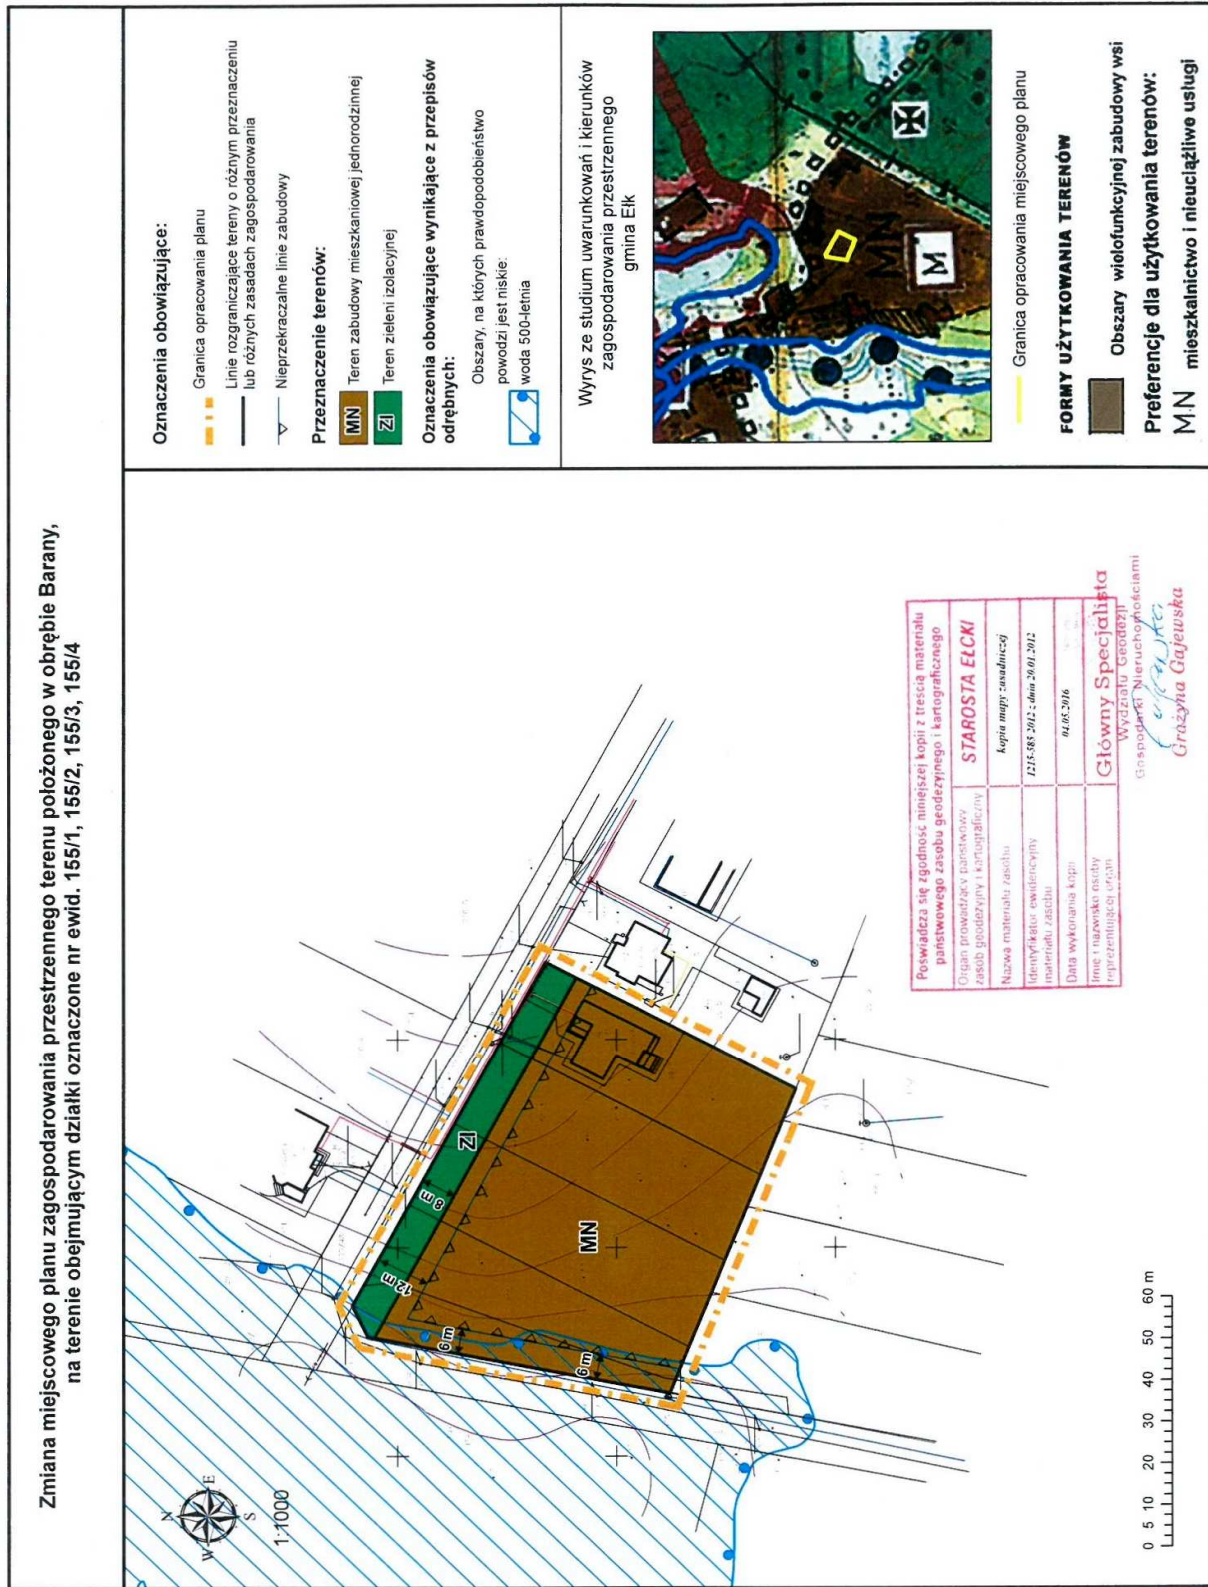 Zmiana miejscowego planu zagospodarowania przestrzennego terenu położonego w obrębie Barany,
na terenie obejmującym działki oznaczone nr ewid. 155/1, 155/2, 155/3, 155/4
N
E
S
W
1:1000
12 m
8 m
ZI
6 m
6 m
MN
0 5 10 20 30 40 50 60 m
Poświadcza się zgodność niniejszej kopii z treścią materiału
państwowego zasobu geodezyjnego i kartograficznego
Organ prowadzący państwowy
zasób geodezyjny i kartograficzny
STAROSTA EŁCKI
Nazwa materiału zasobu
kopia mapy zasadniczej
Identyfikator ewidencyjny
materiału zasobu
1215-585/2012 z dnia 20.01.2012
Data wykonania kopii
04.05.2016
Imię i nazwisko osoby
reprezentującej organ
Główny Specjalista
Wydziału Geodezji
Gospodarki Nieruchomościami
Grażyna Gajewska
Oznaczenia obowiązujące:
Granica opracowania planu
Linie rozgraniczające tereny o różnym przeznaczeniu
lub różnych zasadach zagospodarowania
Nieprzekraczalne linie zabudowy
Przeznaczenie terenów:
MN Teren zabudowy mieszkaniowej jednorodzinnej
ZI Teren zieleni izolacyjnej
Oznaczenia obowiązujące wynikające z przepisów
odrębnych:
Obszary, na których prawdopodobieństwo
powodzi jest niskie:
woda 500-letnia
Wyrys ze studium uwarunkowań i kierunków
zagospodarowania przestrzennego
gmina Ełk
MN
M
Granica opracowania miejscowego planu
FORMY UŻYTKOWANIA TERENÓW
Obszary wielofunkcyjnej zabudowy wsi
Preferencje dla użytkowania terenów:
M.N mieszkalnictwo i nieuciążliwe usługi